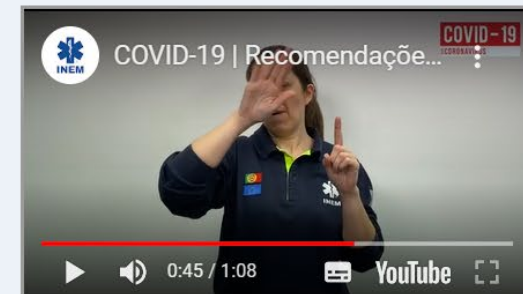 COVID-19 | Recomendaçõe...
COVID-19
INEM
INEM
0:45 / 1:08
YouTube